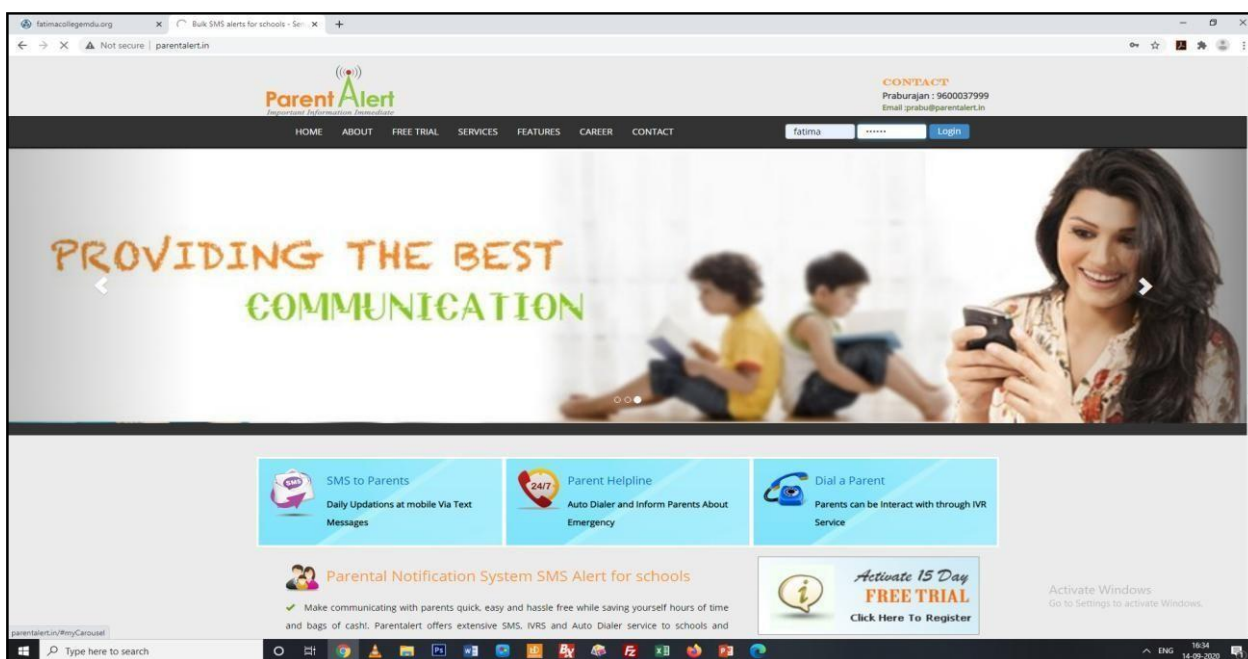 fatimacollegemdu.org
Bulk SMS alerts for schools - Ser
Not secure | parentalert.in
Parent Alert
Important Information Immediate
CONTACT
Praburajan : 9600037999
Email :prabu@parentalert.in
HOME ABOUT FREE TRIAL SERVICES FEATURES CAREER CONTACT
fatima
Login
PROVIDING THE BEST
COMMUNICATION
SMS
SMS to Parents
Daily Updations at mobile Via Text
Messages
24/7
Parent Helpline
Auto Dialer and Inform Parents About
Emergency
Dial a Parent
Parents can be Interact with through IVR
Service
Parental Notification System SMS Alert for schools
Make communicating with parents quick, easy and hassle free while saving yourself hours of time
and bags of cash!. Parentalert offers extensive SMS, IVRS and Auto Dialer service to schools and
i
Activate 15 Day
FREE TRIAL
Click Here To Register
Activate Windows
Go to Settings to activate Windows.
parentalert.in/#myCarousel
Type here to search
ENG
16:34
14-09-2020